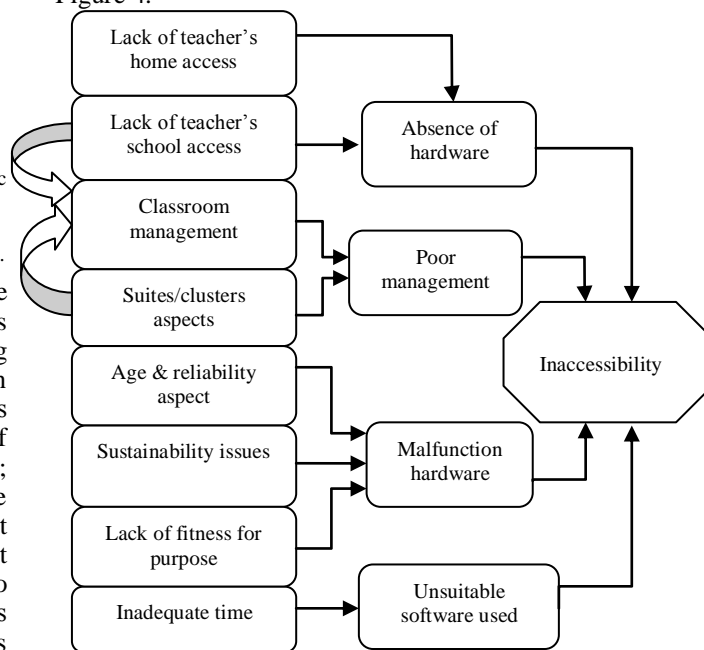 Figure 4.
Lack of teacher's
home access
Lack of teacher's
school access
Absence of
hardware
c
Classroom
management
.
Poor
management
e
Suites/clusters
aspects
s
g
Inaccessibility
Age & reliability
aspect
n
s
f
Sustainability issues
Malfunction
hardware
;
e
t
Lack of fitness for
purpose
t
o
Unsuitable
software used
Inadequate time
s
s